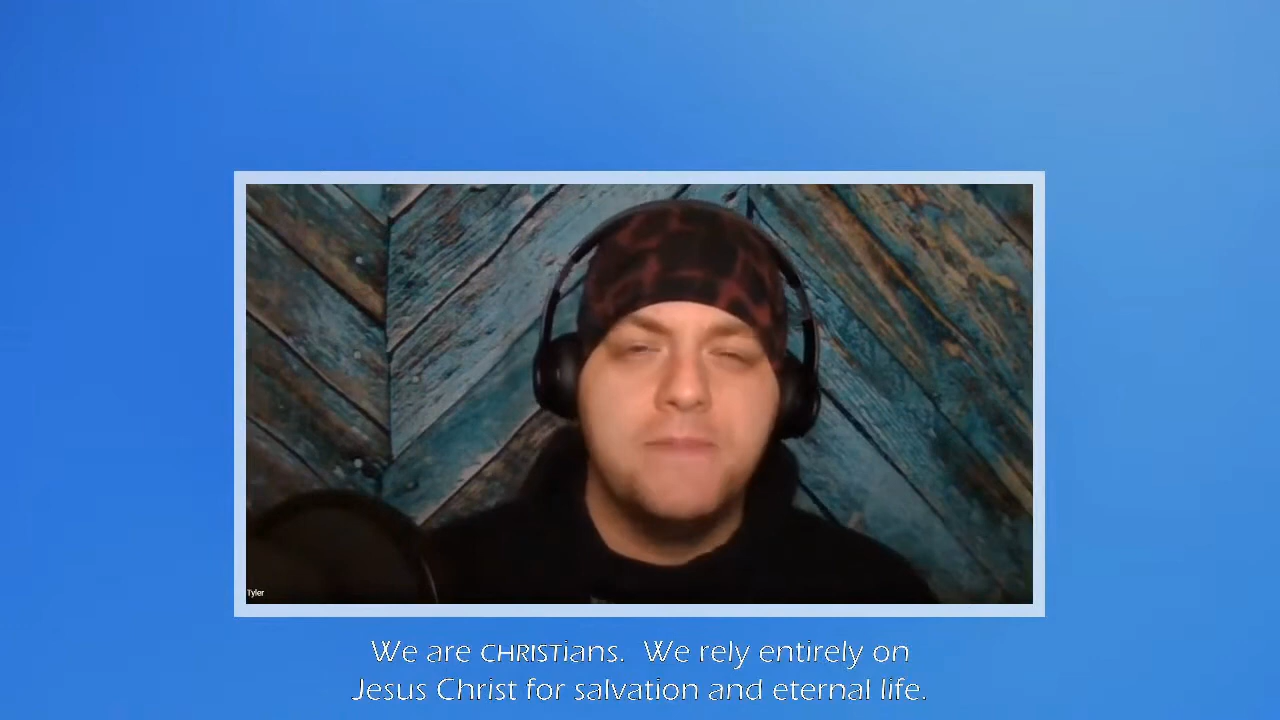 Tyler
We are CHRISTians. We rely entirely on
Jesus Christ for salvation and eternal life.